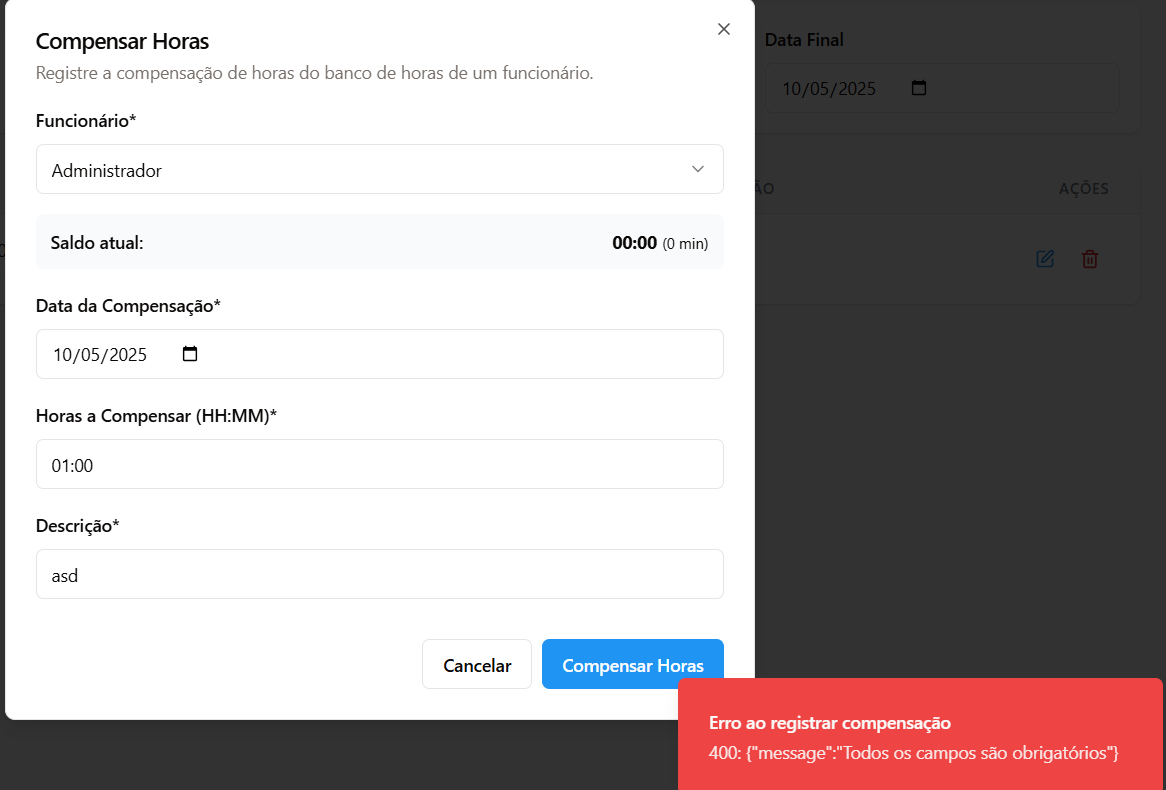 Compensar Horas
Registre a compensação de horas do banco de horas de um funcionário.
Funcionário*
Administrador
Saldo atual:
00:00 (0 min)
Data da Compensação*
10/05/2025
Horas a Compensar (HH:MM)*
01:00
Descrição*
asd
Cancelar
Compensar Horas
Data Final
10/05/2025
ÃO
AÇÕES
Erro ao registrar compensação
400: {"message":"Todos os campos são obrigatórios"}